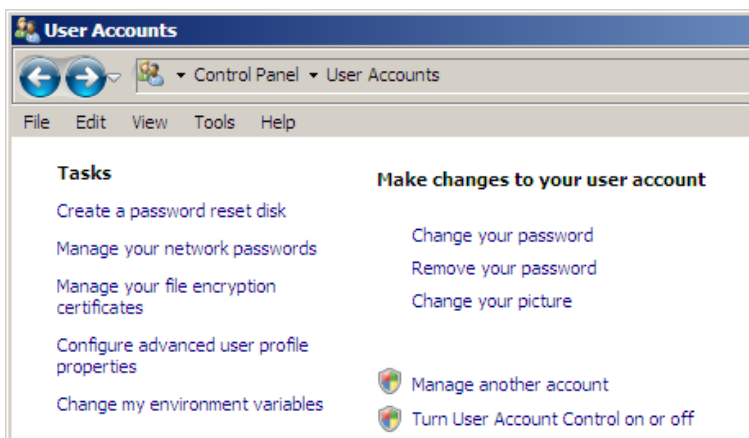 User Accounts
Control Panel User Accounts
File Edit View Tools Help
Tasks
Create a password reset disk
Manage your network passwords
Manage your file encryption
certificates
Configure advanced user profile
properties
Change my environment variables
Make changes to your user account
Change your password
Remove your password
Change your picture
Manage another account
Turn User Account Control on or off